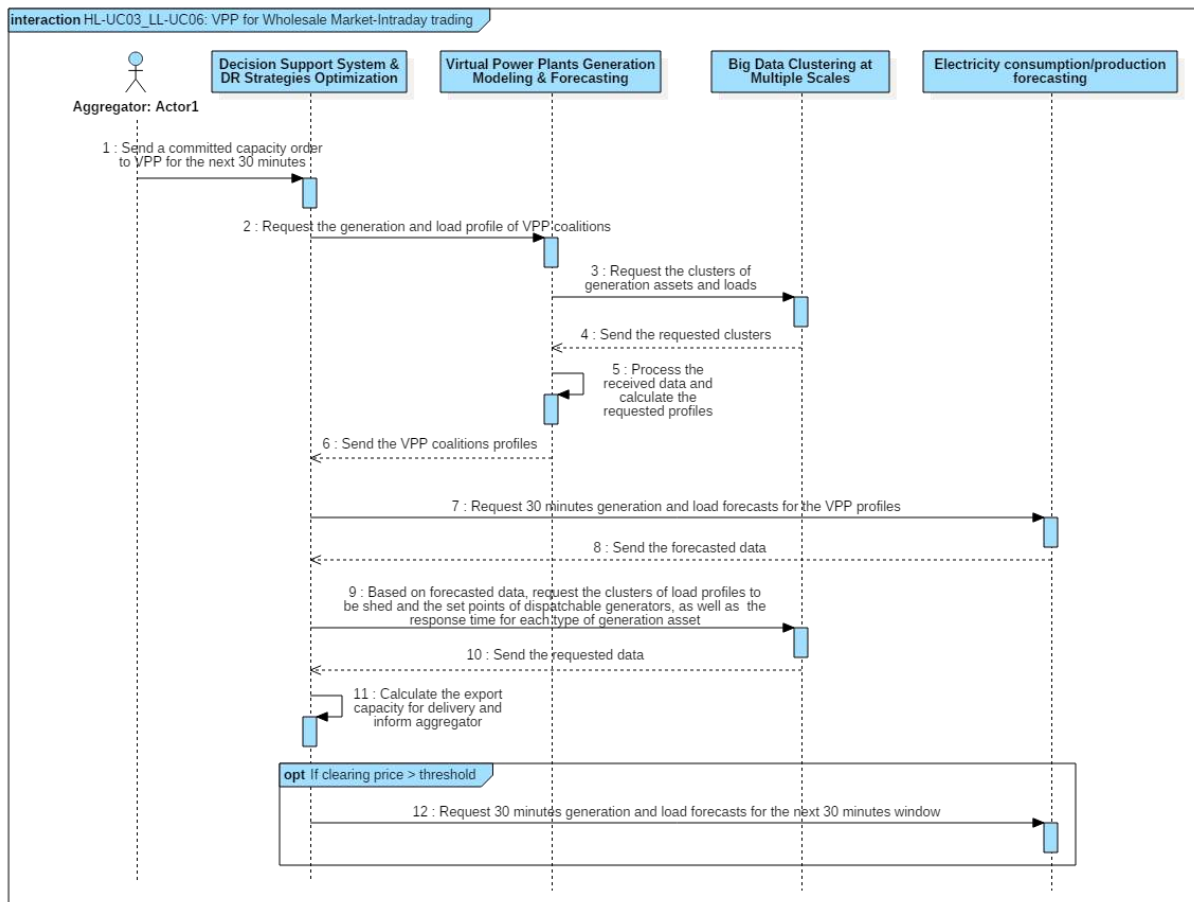 interaction HL-UC03_LL-UC06: VPP for Wholesale Market-Intraday trading
Aggregator: Actor1
Decision Support System &
DR Strategies Optimization
Virtual Power Plants Generation
Modeling & Forecasting
Big Data Clustering at
Multiple Scales
Electricity consumption/production
forecasting
1 : Send a committed capacity order
to VPP for the next 30 minutes
2 : Request the generation and load profile of VPP coalitions
3 : Request the clusters of
generation assets and loads
4 : Send the requested clusters
5 : Process the
received data and
calculate the
requested profiles
6 : Send the VPP coalitions profiles
7 : Request 30 minutes generation and load forecasts for the VPP profiles
8 : Send the forecasted data
9 : Based on forecasted data, request the clusters of load profiles to
be shed and the set points of dispatchable generators, as well as the
response time for each type of generation asset
10 : Send the requested data
11 : Calculate the export
capacity for delivery and
inform aggregator
opt If clearing price > threshold
12 : Request 30 minutes generation and load forecasts for the next 30 minutes window